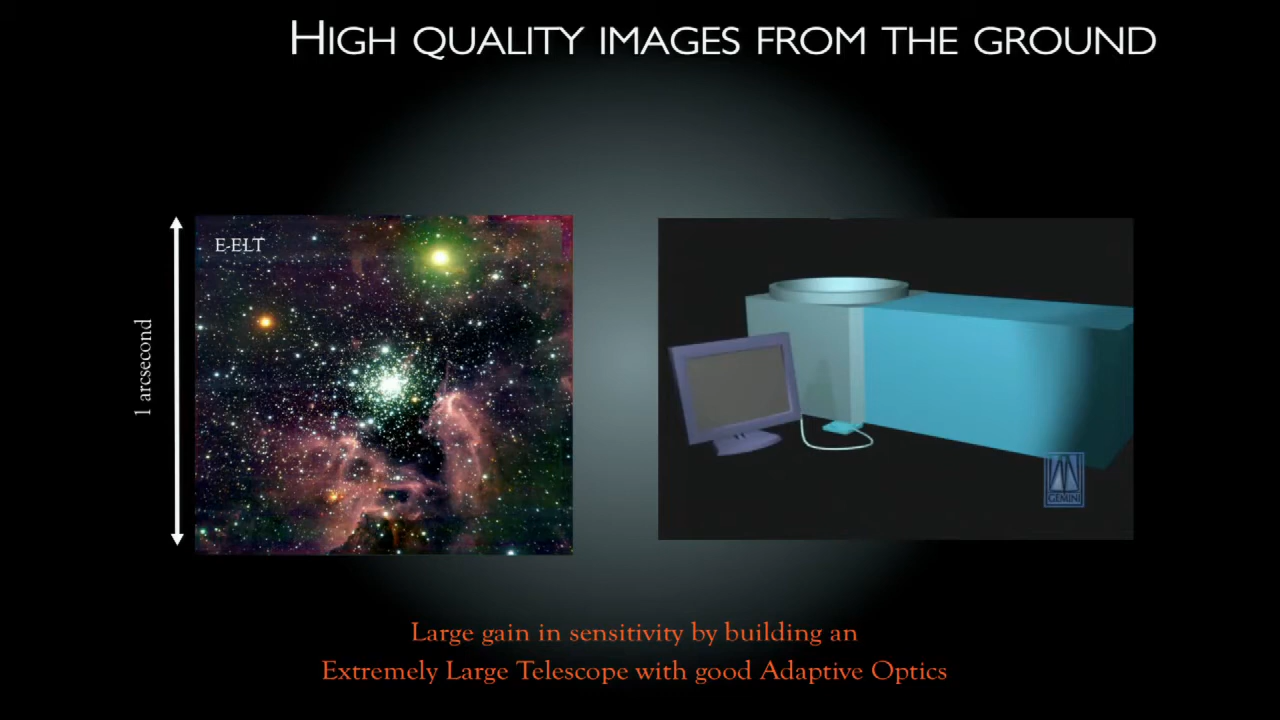 HIGH QUALITY IMAGES FROM THE GROUND
E-ELT
1 arcsecond
GEMINI
Large gain in sensitivity by building an
Extremely Large Telescope with good Adaptive Optics